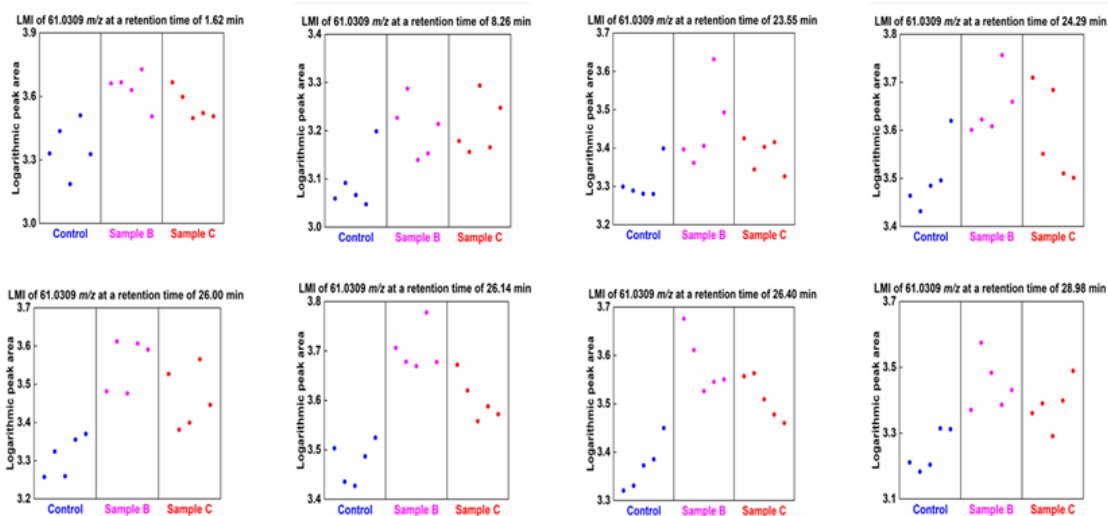 LMI of 61.0309 m/z at a retention time of 1.62 min
3.9
3.6
3.3
3.0
Logarithmic peak area
Control
Sample B
Sample C
LMI of 61.0309 m/z at a retention time of 8.26 min
3.4
3.3
3.2
3.1
3.0
Logarithmic peak area
Control
Sample B
Sample C
LMI of 61.0309 m/z at a retention time of 23.55 min
3.7
3.6
3.5
3.4
3.3
3.2
Logarithmic peak area
Control
Sample B
Sample C
LMI of 61.0309 m/z at a retention time of 24.29 min
3.8
3.7
3.6
3.5
3.4
Logarithmic peak area
Control
Sample B
Sample C
LMI of 61.0309 m/z at a retention time of 26.00 min
3.7
3.6
3.5
3.4
3.3
3.2
Logarithmic peak area
Control
Sample B
Sample C
LMI of 61.0309 m/z at a retention time of 26.14 min
3.8
3.7
3.6
3.5
3.4
Logarithmic peak area
Control
Sample B
Sample C
LMI of 61.0309 m/z at a retention time of 26.40 min
3.7
3.6
3.5
3.4
3.3
Logarithmic peak area
Control
Sample B
Sample C
LMI of 61.0309 m/z at a retention time of 28.98 min
3.7
3.5
3.3
3.1
Logarithmic peak area
Control
Sample B
Sample C